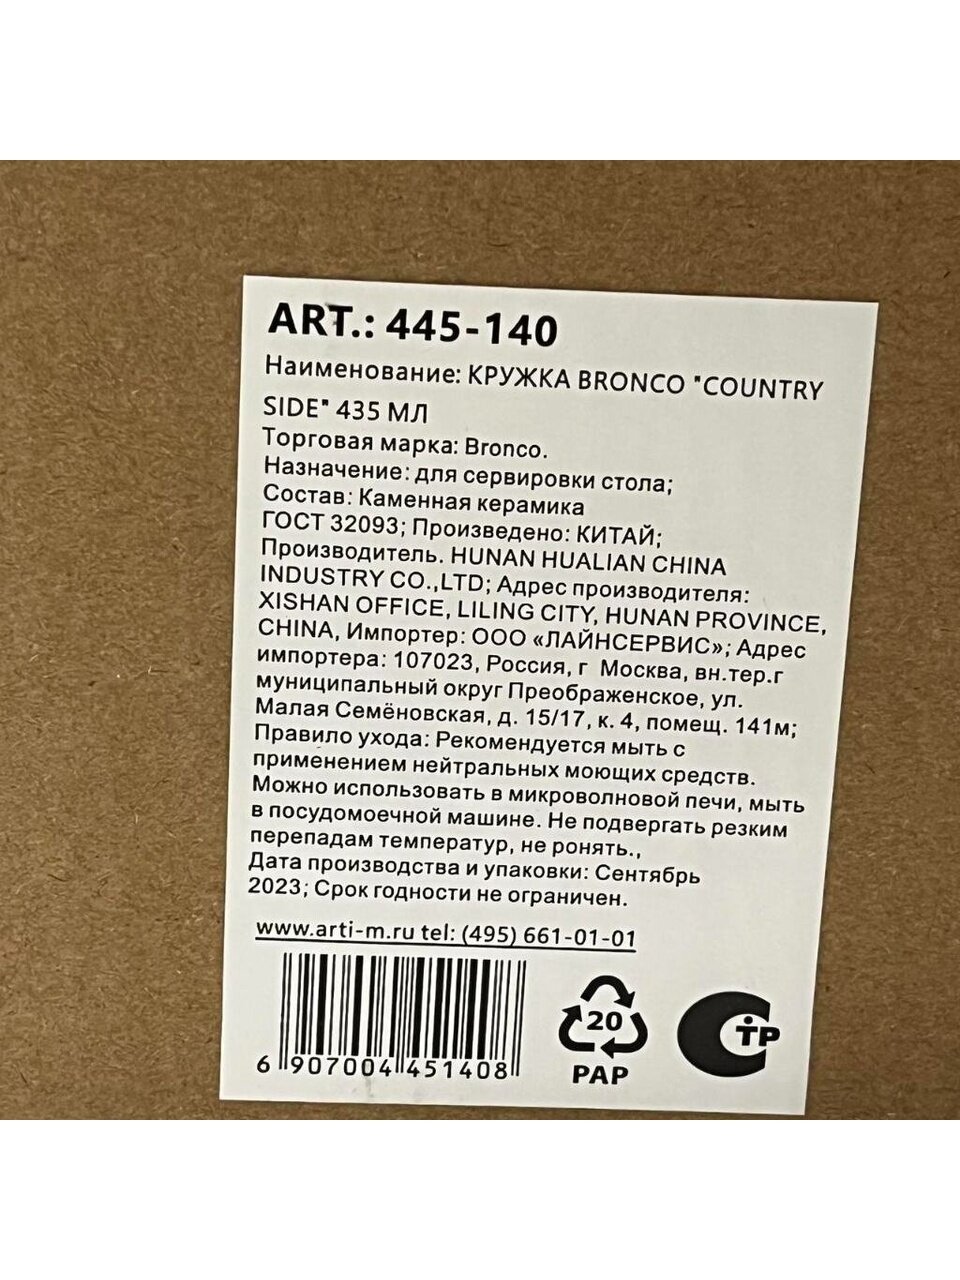 ART.: 445-140
Наименование: КРУЖКА BRONCO "COUNTRY
SIDE" 435 МЛ
Торговая марка: Bronco.
Назначение: для сервировки стола;
Состав: Каменная керамика
ГОСТ 32093; Произведено: КИТАЙ;
Производитель. HUNAN HUALIAN CHINA
INDUSTRY CO.,LTD; Адрес производителя:
XISHAN OFFICE, LILING CITY, HUNAN PROVINCE,
CHINA, Импортер: ООО «ЛАЙНСЕРВИС»; Адрес
импортера: 107023, Россия, г Москва, вн.тер.г
муниципальный округ Преображенское, ул.
Малая Семёновская, д. 15/17, к. 4, помещ. 141м;
Правило ухода: Рекомендуется мыть с
применением нейтральных моющих средств.
Можно использовать в микроволновой печи, мыть
в посудомоечной машине. Не подвергать резким
перепадам температур, не ронять.,
Дата производства и упаковки: Сентябрь
2023; Срок годности не ограничен.
www.arti-m.ru tel: (495) 661-01-01
6 907004 451408
20
PAP
СТР